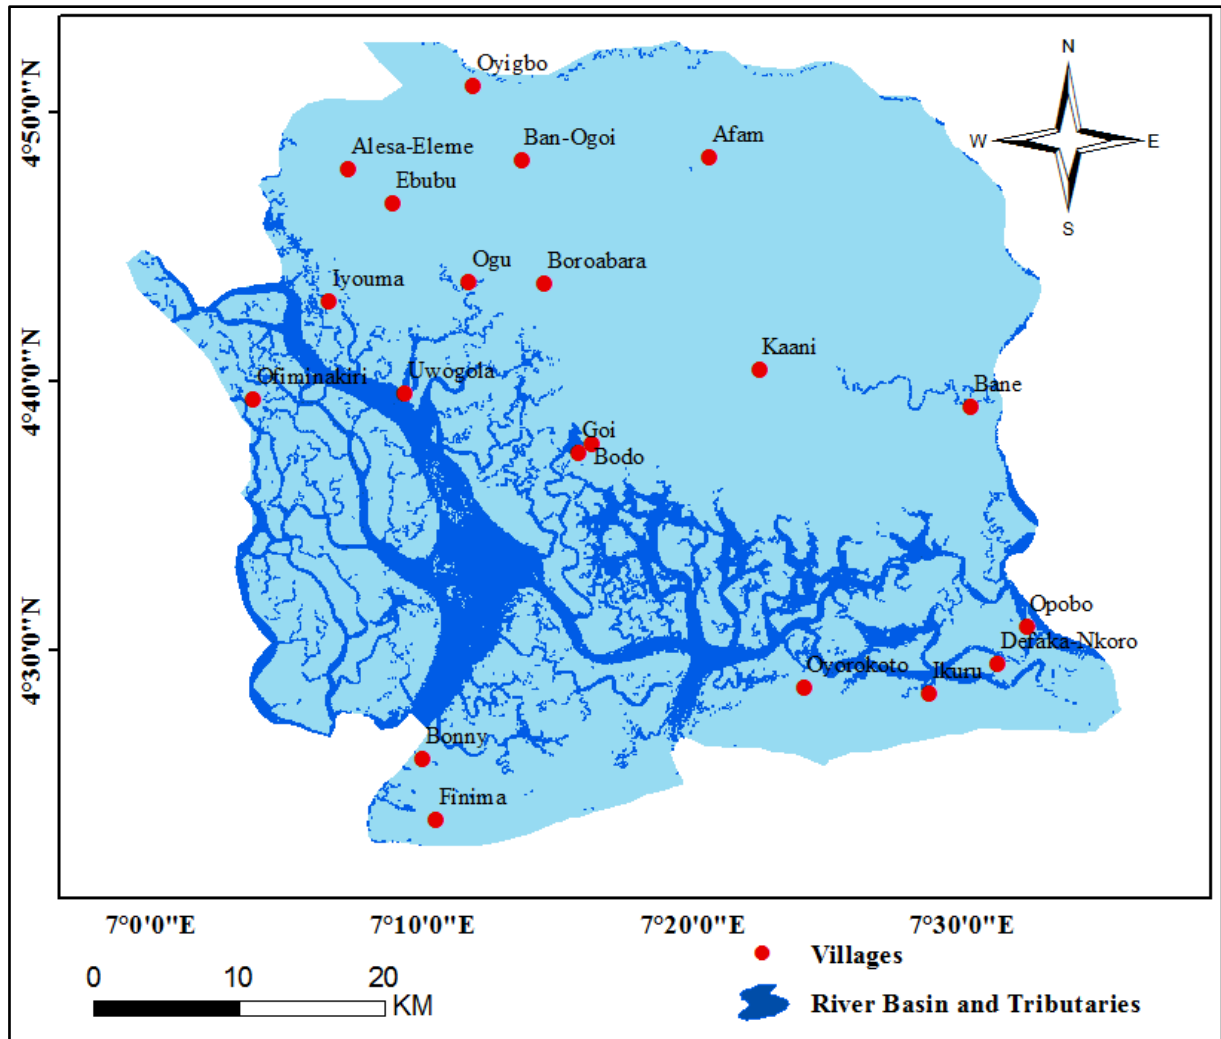 N
Oyigbo
4°50'0"N
W
E
Afam
Ban-Ogoi
Alesa-Eleme
Ebubu
S
Ogu
Boroabara
Iyouma
Kaani
Uwogola
Ofiminakiri
Bane
4°40'0"N
Goi
Bodo
Opobo
Defaka-Nkoro
4°30'0"N
Oyorokoto
Ikuru
Bonny
Finima
7°0'0"E 7°10'0"E 7°20'0"E 7°30'0"E
Villages
0 10 20
KM
River Basin and Tributaries